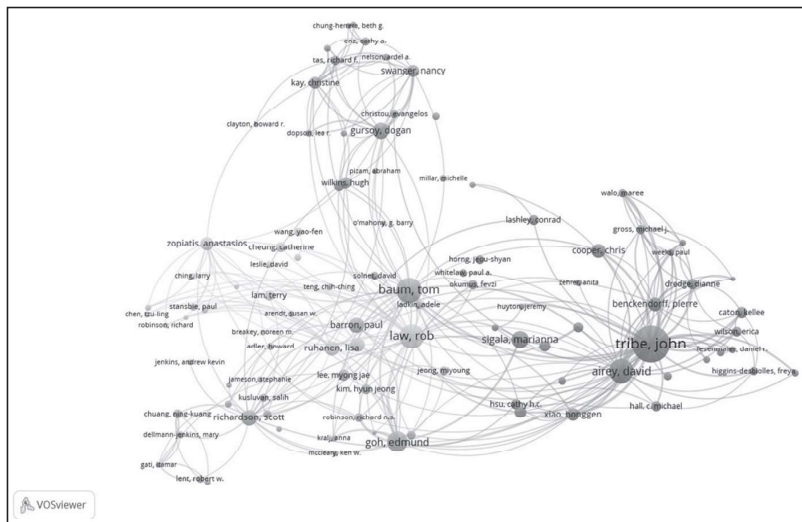 chung-herrera, beth g.
enz, cathy a.
tas, richard f.
nelson, ardel a.
kay, christine
swanger, nancy
christou, evangelos
clayton, howard r.
dopson, lea r.
gursoy, dogan
pizam, abraham
millar, michelle
wilkins, hugh
walo, maree
o'mahony, g. barry
lashley, conrad
gross, michael j.
wang, yao-fen
zopiatis, anastasios
cheung, catherine
cooper, chris
weeks, paul
leslie, david
horng, jeou-shyan
ching, larry
solnet, david
whitelaw, paul a.
okumus, fevzi
zehrer, anita
dredge, dianne
teng, chih-ching
baum, tom
lam, terry
ladkin, adele
benckendorff, pierre
stansbie, paul
chen, tzu-ling
arendt, susan w.
huyton, jeremy
caton, kellee
robinson, richard
barron, paul
breakey, noreen m.
law, rob
sigala, marianna
tribe, john
wilson, erica
adler, howard
ruhanen, lisa
jenkins, andrew kevin
lee, myong jae
jeong, miyoung
airey, david
higgins-desbiolles, freya
jameson, stephanie
kim, hyun jeong
kusluvan, salih
hsu, cathy h.c.
xiao, honggen
hall, c. michael
chuang, ning-kuang
richardson, scott
robinson, richard n.s.
dellmann-jenkins, mary
kralj, anna
goh, edmund
mccleary, ken w.
gati, itamar
lent, robert w.
VOSviewer